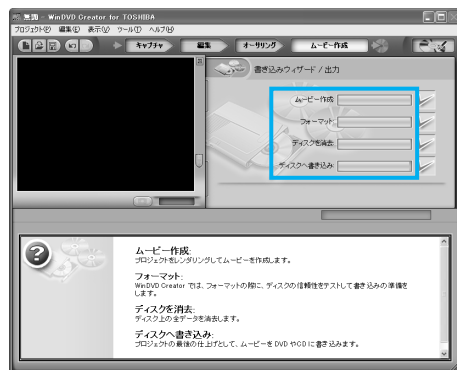 無題 - WinDVD Creator for TOSHIBA
プロジェクト(P) 編集(E) 表示(V) ツール(T) ヘルプ(H)
キャプチャ 編集 オーサリング ムービー作成
書き込みウィザード / 出力
ムービー作成:
フォーマット:
ディスクを消去:
ディスクへ書き込み:
ムービー作成:
プロジェクトをレンダリングしてムービーを作成します。
フォーマット:
WinDVD Creator では、フォーマットの際に、ディスクの信頼性をテストして書き込みの準備を
します。
ディスクを消去:
ディスク上の全データを消去します。
ディスクへ書き込み:
プロジェクトの最後の仕上げとして、ムービーを DVD やCD に書き込みます。